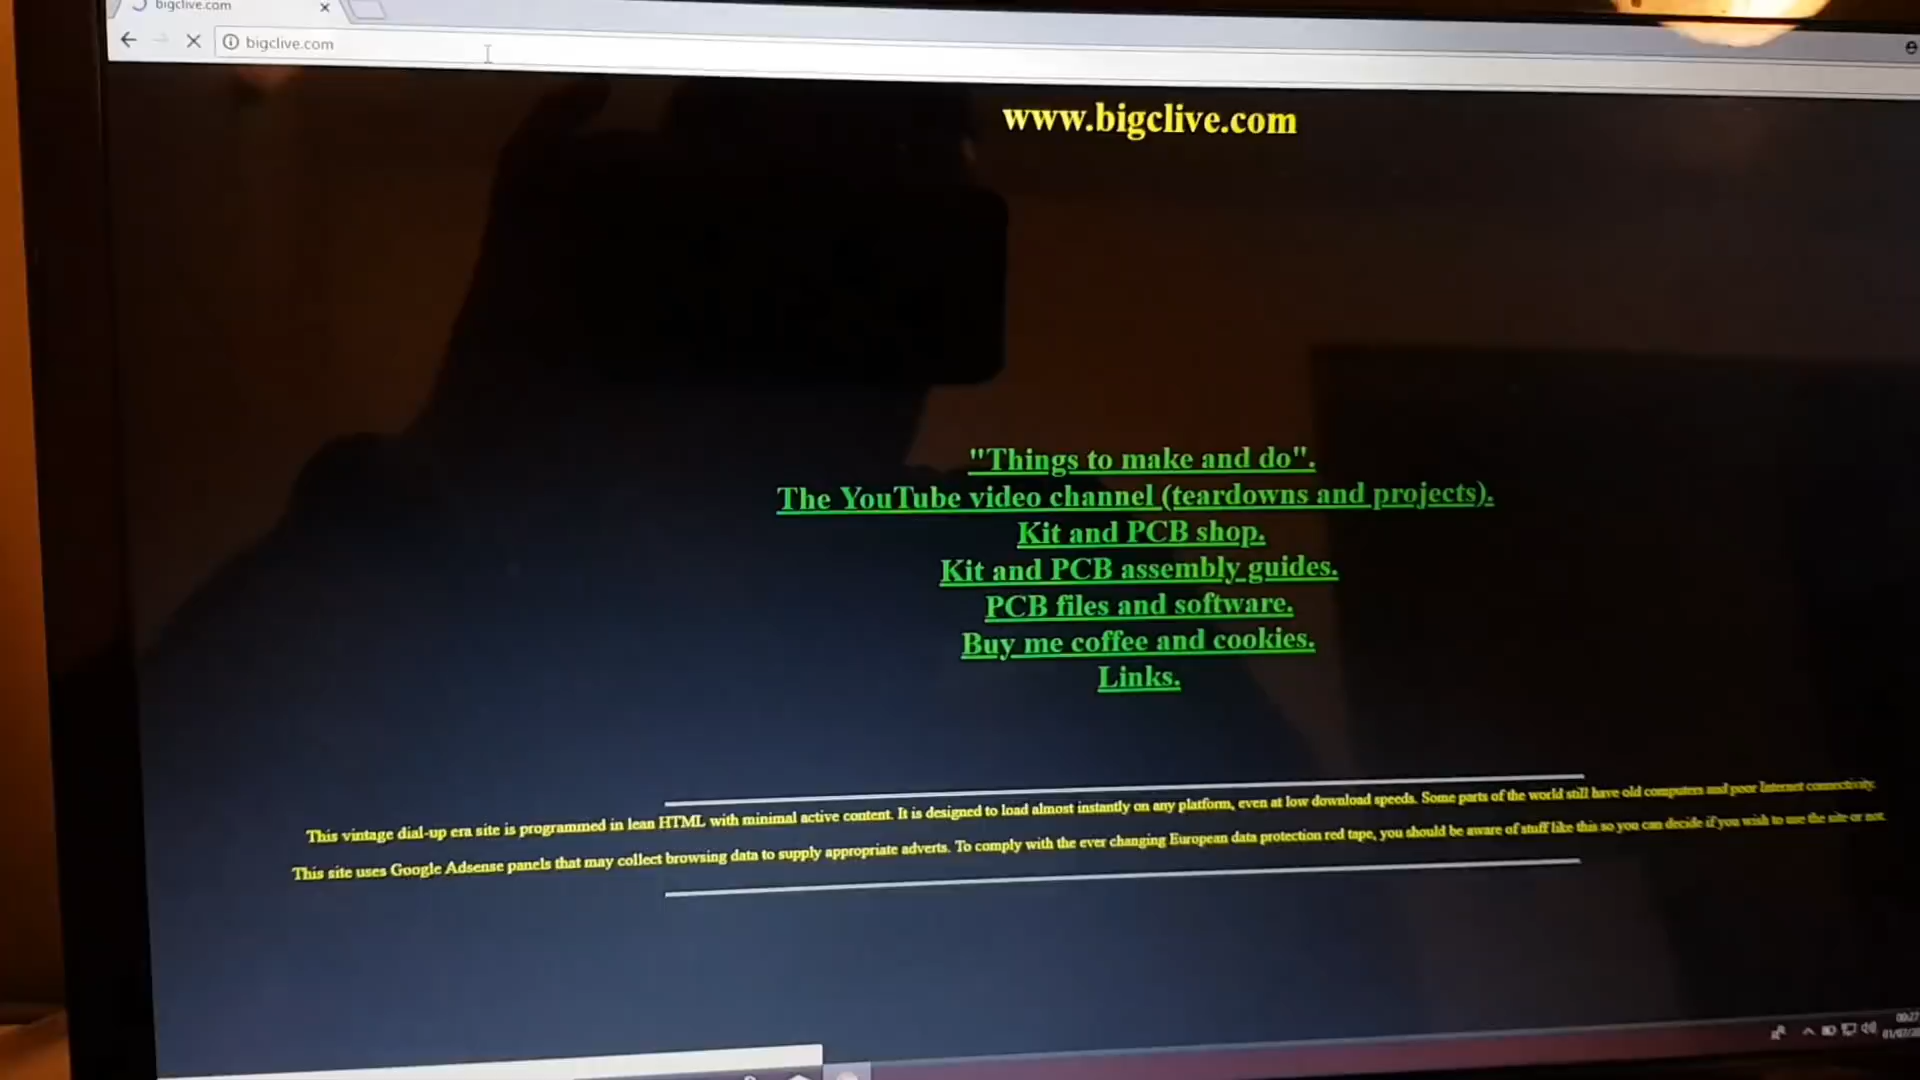 bigclive.com
bigclive.com
www.bigclive.com
"Things to make and do".
The YouTube video channel (teardowns and projects).
Kit and PCB shop.
Kit and PCB assembly guides.
PCB files and software.
Buy me coffee and cookies.
Links.
This vintage dial-up era site is programmed in lean HTML with minimal active content. It is designed to load almost instantly on any platform, even at low download speeds. Some parts of the world still have old computers and poor Internet connectivity.
This site uses Google Adsense panels that may collect browsing data to supply appropriate adverts. To comply with the ever changing European data protection red tape, you should be aware of stuff like this so you can decide if you wish to use the site or not.
00:27